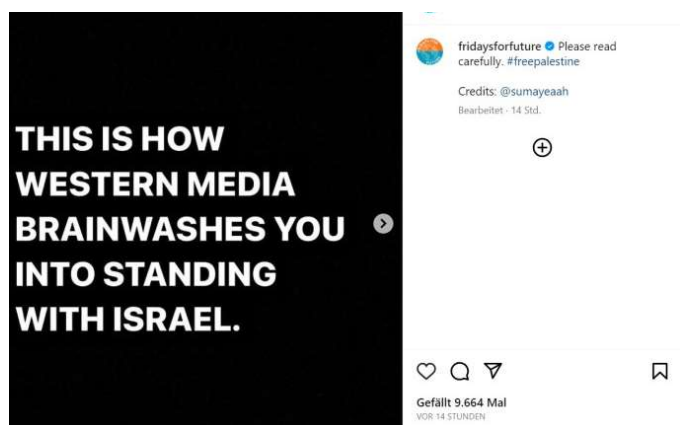 THIS IS HOW
WESTERN MEDIA
BRAINWASHES YOU
INTO STANDING
WITH ISRAEL.
fridaysforfuture Please read
carefully. #freepalestine
Credits: @sumayeaah
Bearbeitet · 14 Std.
Gefällt 9.664 Mal
VOR 14 STUNDEN